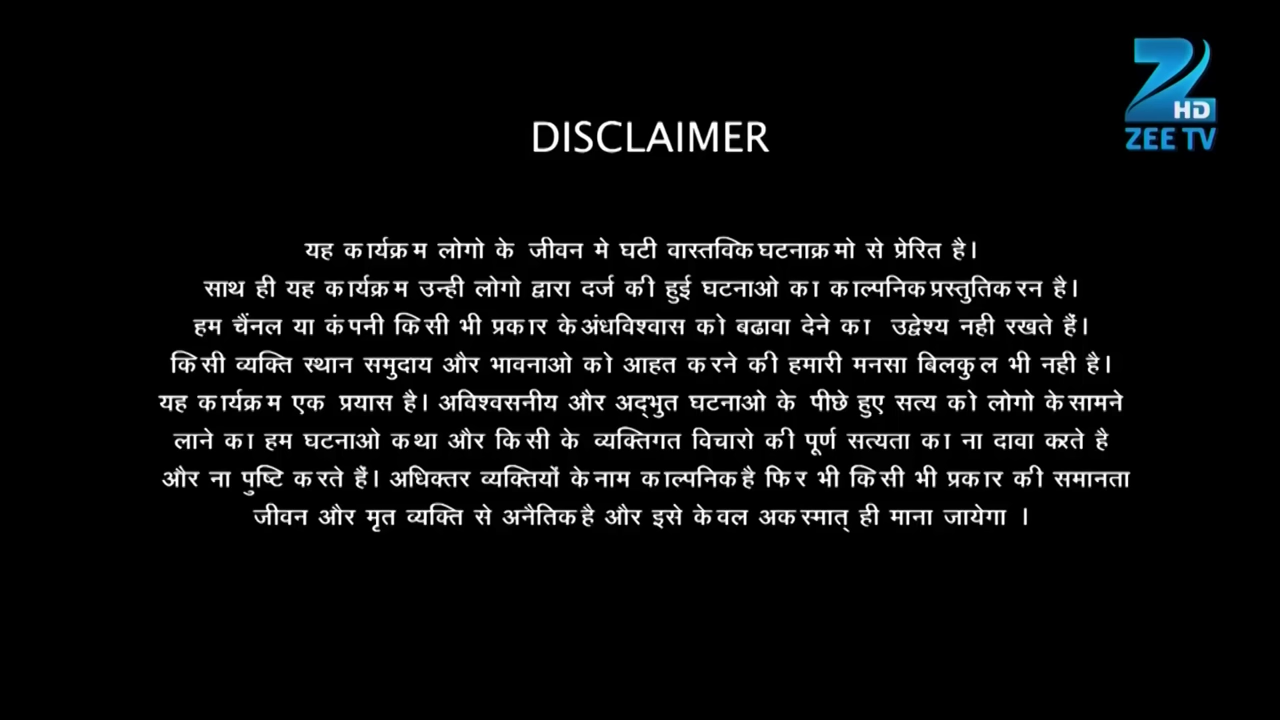 HD
ZEE TV
DISCLAIMER
यह कार्यक्रम लोगो के जीवन मे घटी वास्तविक घटनाक्रमो से प्रेरित है।
साथ ही यह कार्यक्रम उन्ही लोगो द्वारा दर्ज की हुई घटनाओ का काल्पनिक प्रस्तुतिकरन है।
हम चैंनल या कंपनी किसी भी प्रकार के अंधविश्वास को बढावा देने का उद्वेश्य नही रखते हैं।
किसी व्यक्ति स्थान समुदाय और भावनाओ को आहत करने की हमारी मनसा बिलकुल भी नही है।
यह कार्यक्रम एक प्रयास है। अविश्वसनीय और अद्भुत घटनाओ के पीछे हुए सत्य को लोगो के सामने
लाने का हम घटनाओ कथा और किसी के व्यक्तिगत विचारो की पूर्ण सत्यता का ना दावा करते है
और ना पुष्टि करते हैं। अधिक्तर व्यक्तियों के नाम काल्पनिक है फिर भी किसी भी प्रकार की समानता
जीवन और मृत व्यक्ति से अनैतिक है और इसे केवल अकस्मात् ही माना जायेगा ।